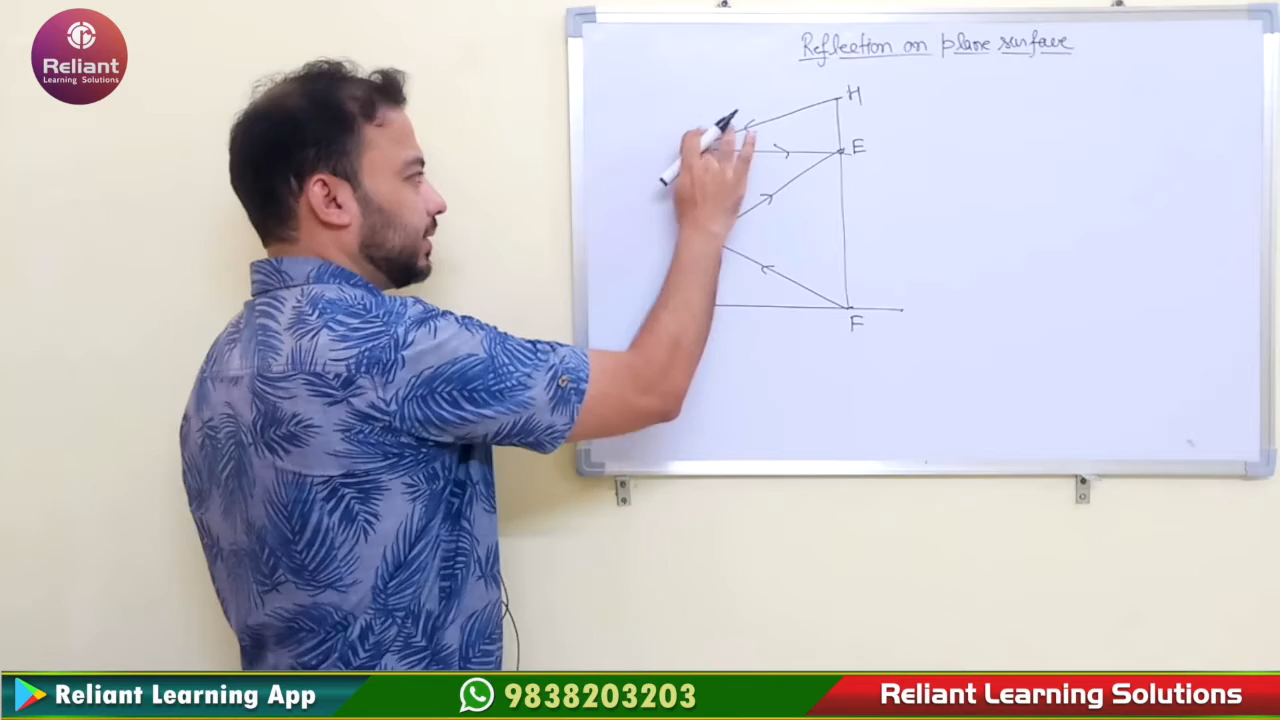 Reliant
Learning Solutions
Reflection on plane surface
H
E
F
Reliant Learning App
9838203203
Reliant Learning Solutions